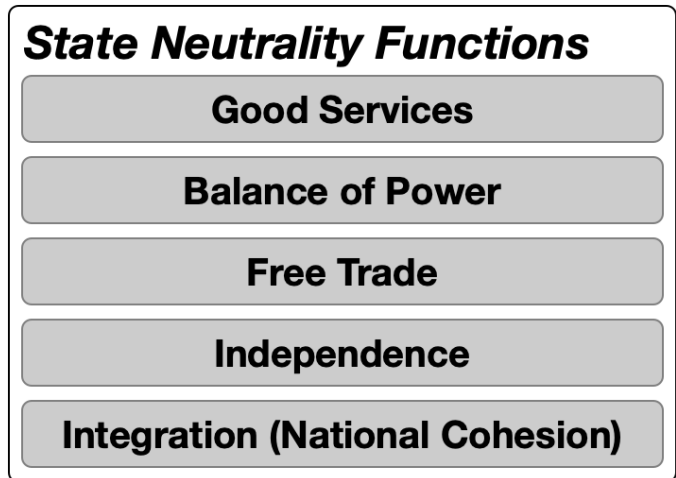 State Neutrality Functions
Good Services
Balance of Power
Free Trade
Independence
Integration (National Cohesion)